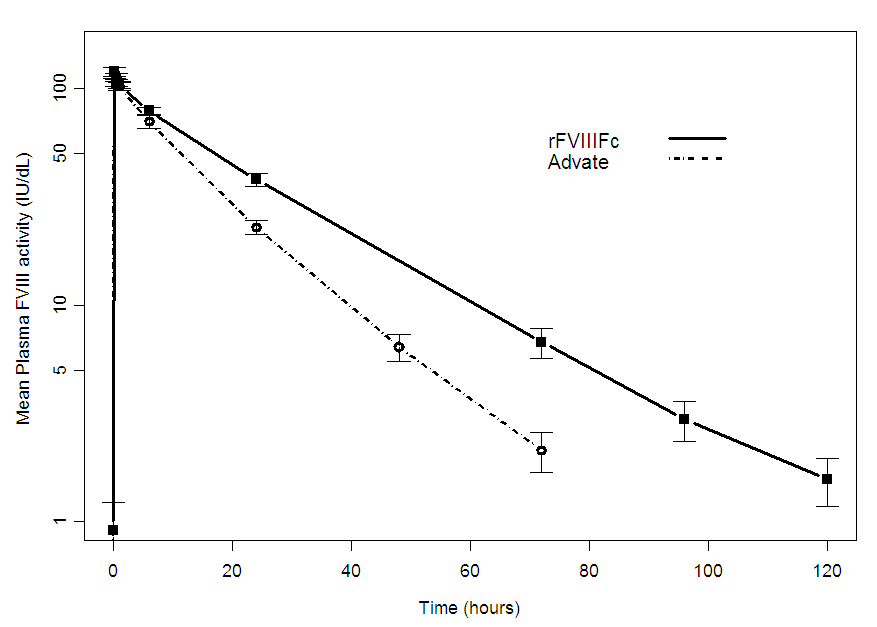 100
50
10
5
1
Mean Plasma FVIII activity (IU/dL)
rFVIIIFc
Advate
0 20 40 60 80 100 120
Time (hours)